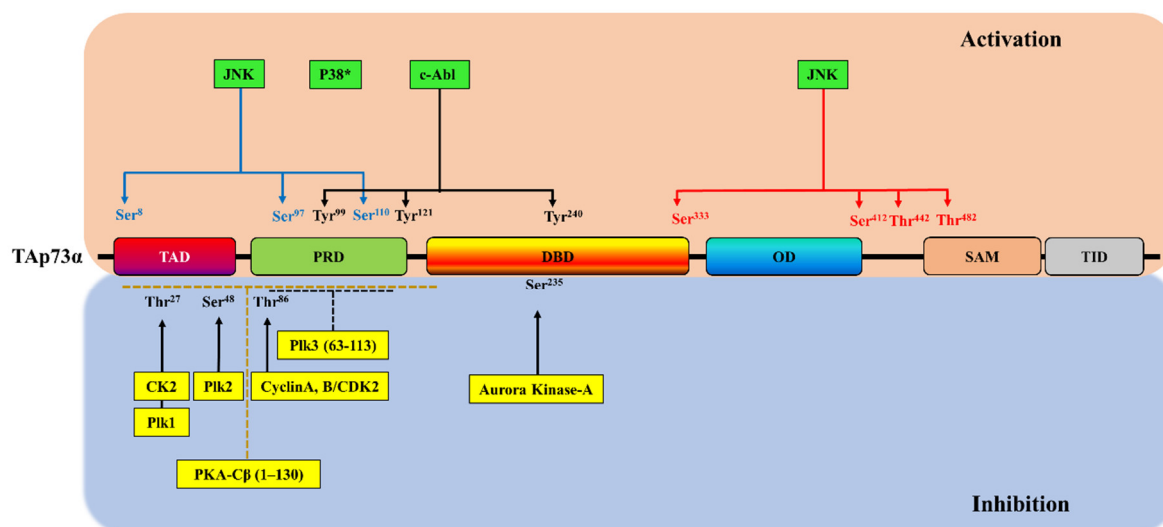 Activation
JNK P38* c-Abl JNK
Ser⁸ Ser⁹⁷ Tyr⁹⁹ Ser¹¹⁰ Tyr¹²¹ Tyr²⁴⁰ Ser³³³ Ser⁴¹² Thr⁴⁴² Thr⁴⁸²
TAp73α TAD PRD DBD OD SAM TID
Thr²⁷ Ser⁴⁸ Thr⁸⁶ Ser²³⁵
Plk3 (63-113)
CK2 Plk2 CyclinA, B/CDK2 Aurora Kinase-A
Plk1
PKA-Cβ (1–130)
Inhibition